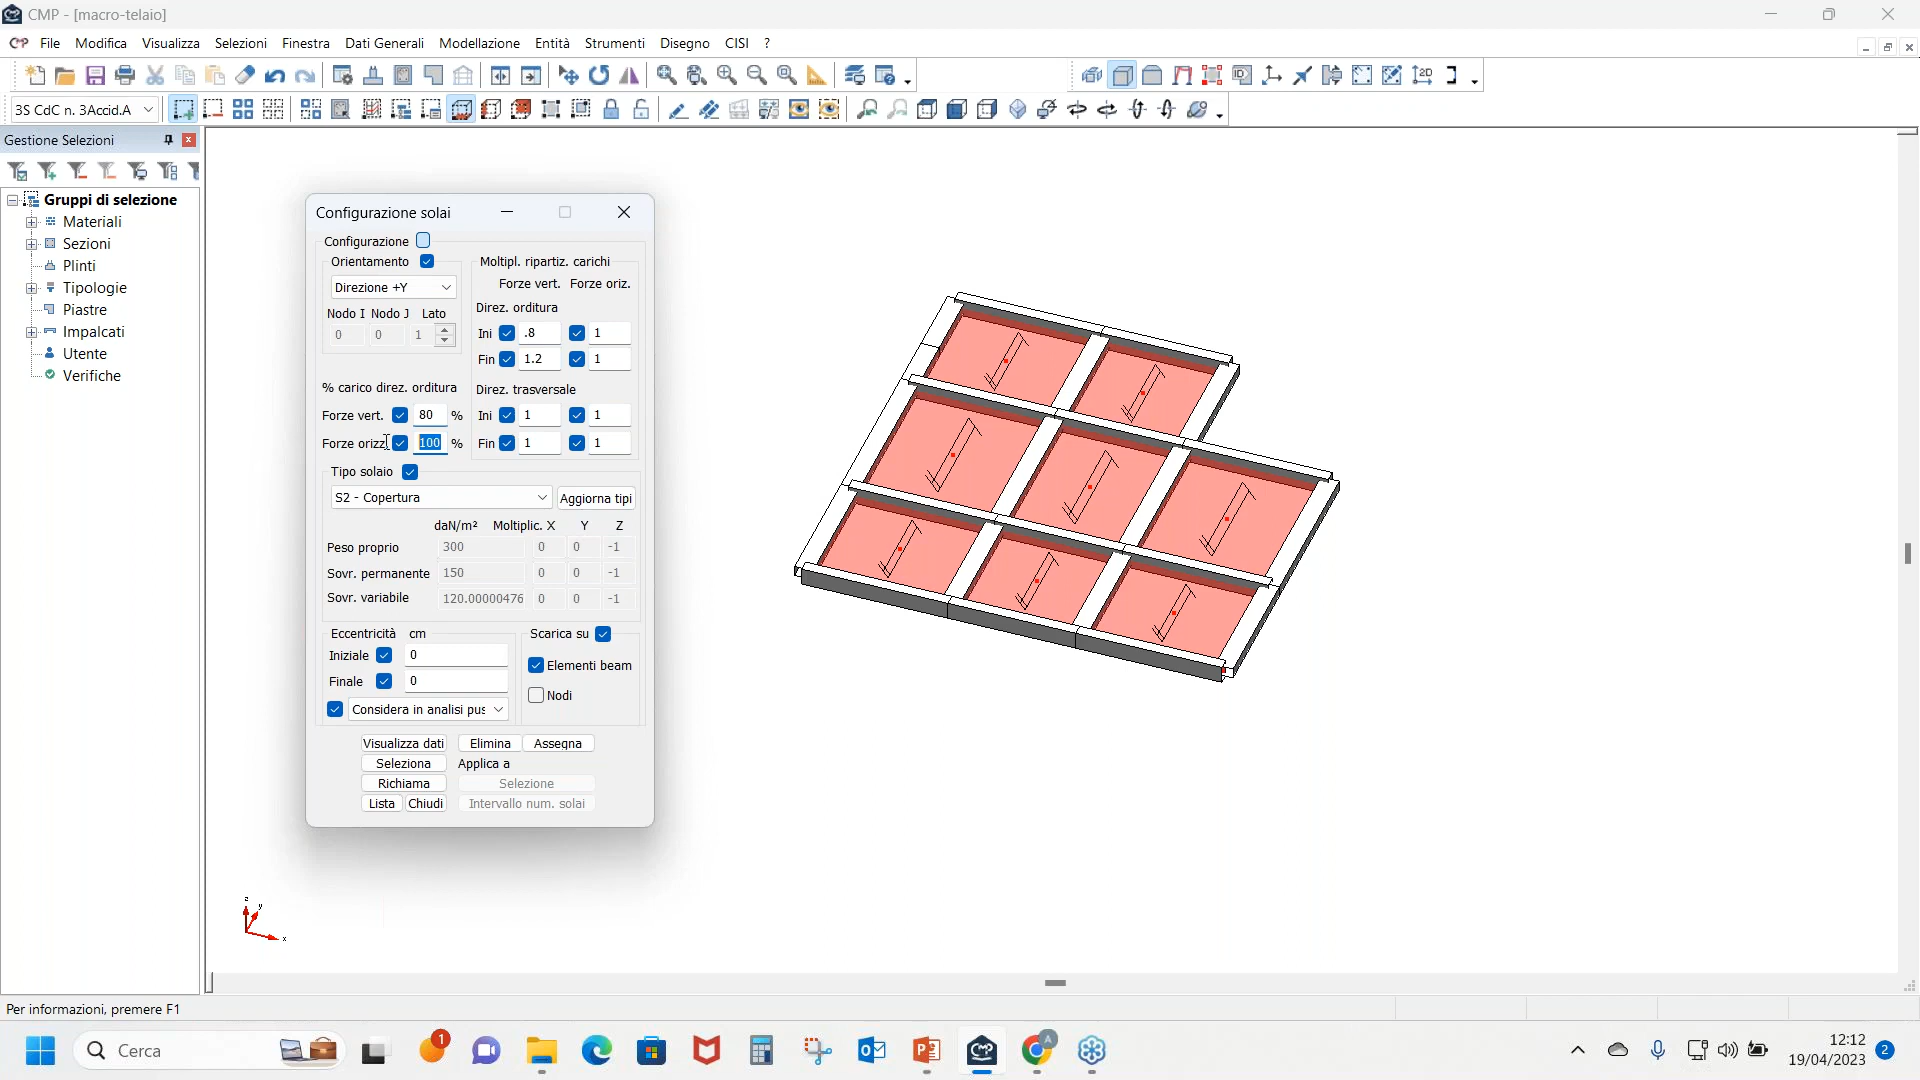 CMP - [macro-telaio]
File Modifica Visualizza Selezioni Finestra Dati Generali Modellazione Entità Strumenti Disegno CISI ?
3S CdC n. 3Accid.A
Gestione Selezioni
Gruppi di selezione
Materiali
Sezioni
Plinti
Tipologie
Piastre
Impalcati
Utente
Verifiche
Configurazione solai
Configurazione
Orientamento
Direzione +Y
Nodo I Nodo J Lato
0 0 1
Moltipl. ripartiz. carichi
Forze vert. Forze oriz.
Direz. orditura
Ini .8 1
Fin 1.2 1
% carico direz. orditura
Forze vert. 80 %
Forze orizz 100 %
Direz. trasversale
Ini 1 1
Fin 1 1
Tipo solaio
S2 - Copertura Aggiorna tipi
daN/m² Moltiplic. X Y Z
Peso proprio 300 0 0 -1
Sovr. permanente 150 0 0 -1
Sovr. variabile 120.00000476 0 0 -1
Eccentricità cm
Iniziale 0
Finale 0
Considera in analisi pus
Scarica su
Elementi beam
Nodi
Visualizza dati Elimina Assegna
Seleziona Applica a
Richiama Selezione
Lista Chiudi Intervallo num. solai
z
y
x
Per informazioni, premere F1
Cerca
1
A
12:12
19/04/2023
2